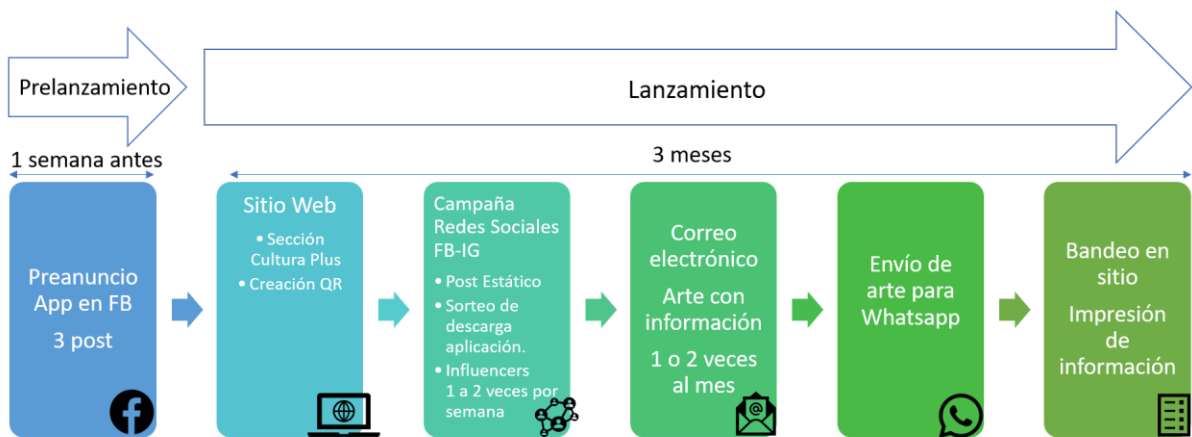 Prelanzamiento
Lanzamiento
1 semana antes
3 meses
Preanuncio
App en FB
3 post
Sitio Web
• Sección
Cultura Plus
• Creación QR
Campaña
Redes Sociales
FB-IG
• Post Estático
• Sorteo de
descarga
aplicación.
• Influencers
1 a 2 veces por
semana
Correo
electrónico
Arte con
información
1 o 2 veces
al mes
Envío de
arte para
Whatsapp
Bandeo en
sitio
Impresión
de
información